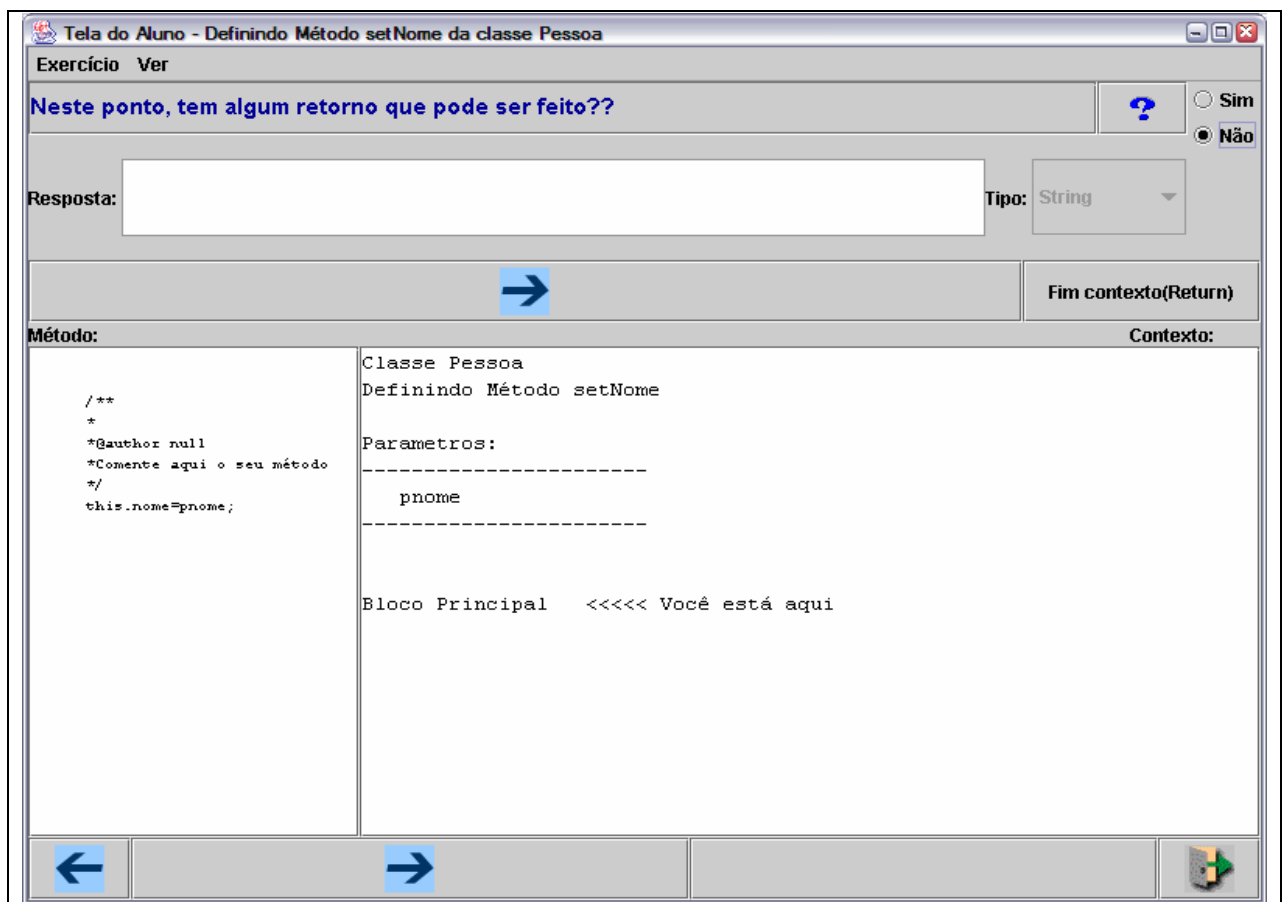 Tela do Aluno - Definindo Método setNome da classe Pessoa
Exercício Ver
Neste ponto, tem algum retorno que pode ser feito??
?
Sim
Não
Resposta:
Tipo: String
Fim contexto(Return)
Método:
Contexto:
/**
*
*@author null
*Comente aqui o seu método
*/
this.nome=pnome;
Classe Pessoa
Definindo Método setNome
Parametros:
-----------------------
pnome
-----------------------
Bloco Principal <<<<< Você está aqui